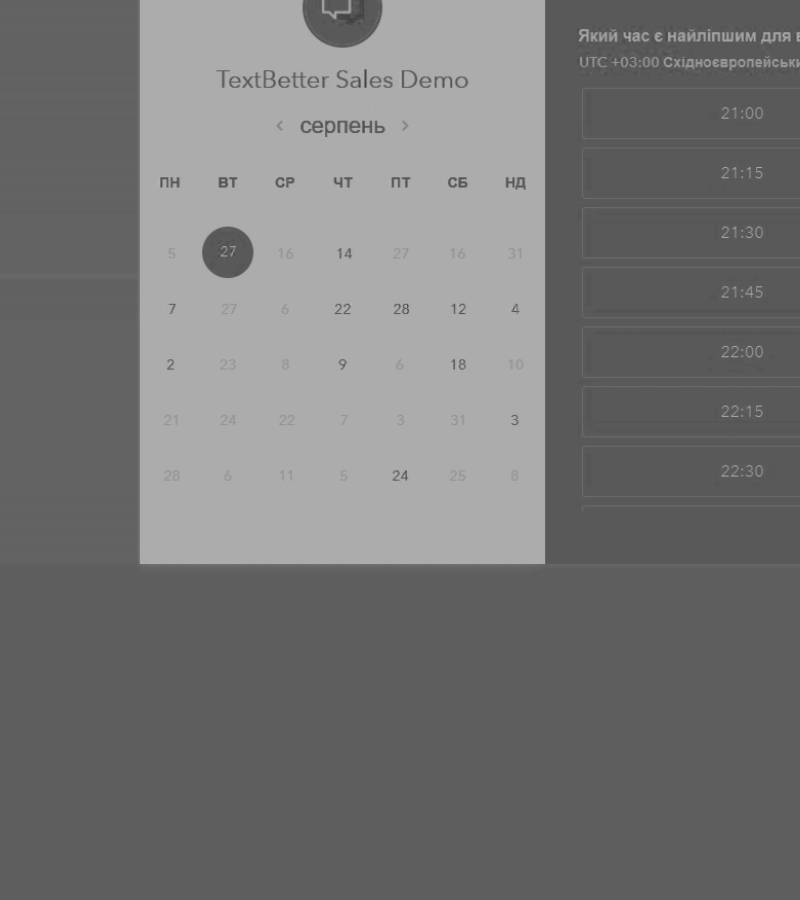 TextBetter Sales Demo
‹ серпень ›
ПН ВТ СР ЧТ ПТ СБ НД
5 27 16 14 27 16 31
7 27 6 22 28 12 4
2 23 8 9 6 18 10
21 24 22 7 3 31 3
28 6 11 5 24 25 8
Який час є найліпшим для в
UTC +03:00 Східноєвропейськи
21:00
21:15
21:30
21:45
22:00
22:15
22:30